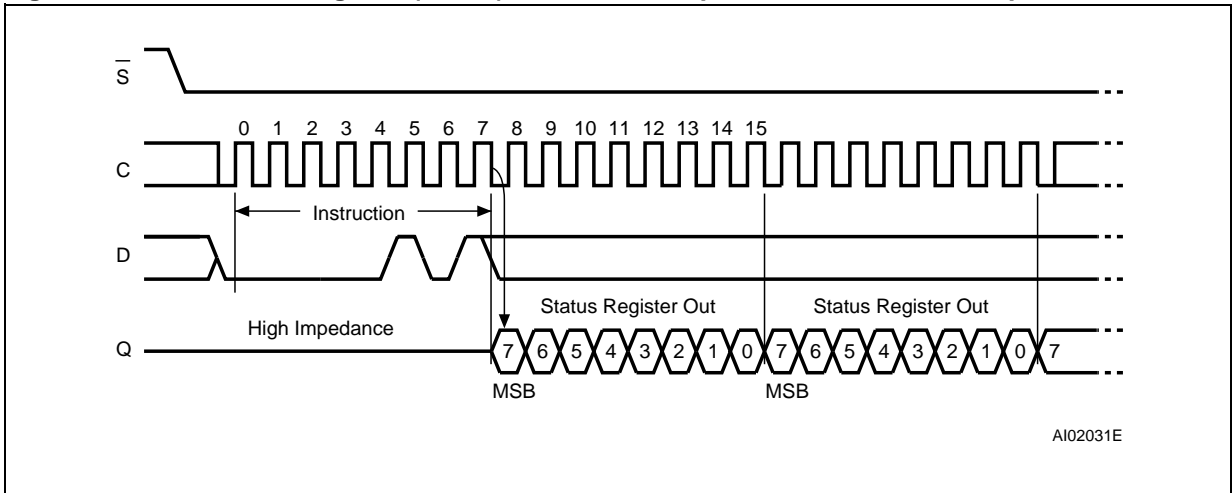 S
0 1 2 3 4 5 6 7 8 9 10 11 12 13 14 15
C
Instruction
D
Status Register Out Status Register Out
High Impedance
Q 7 6 5 4 3 2 1 0 7 6 5 4 3 2 1 0 7
MSB MSB
AI02031E